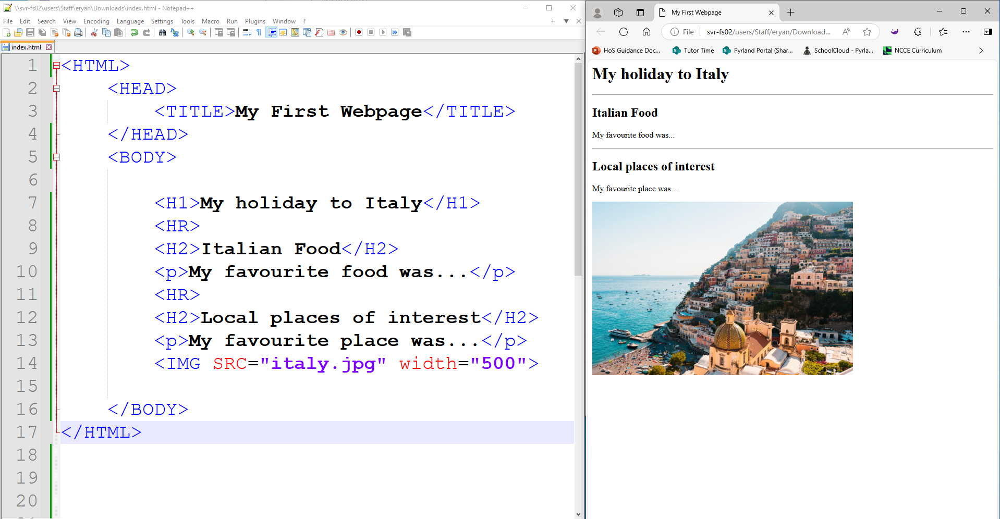 \\svr-fs02\users\Staff\eryan\Downloads\index.html - Notepad++
File Edit Search View Encoding Language Settings Tools Macro Run Plugins Window ?
index.html
1 <HTML>
2 <HEAD>
3 <TITLE>My First Webpage</TITLE>
4 </HEAD>
5 <BODY>
6
7 <H1>My holiday to Italy</H1>
8 <HR>
9 <H2>Italian Food</H2>
10 <p>My favourite food was...</p>
11 <HR>
12 <H2>Local places of interest</H2>
13 <p>My favourite place was...</p>
14 <IMG SRC="italy.jpg" width="500">
15
16 </BODY>
17 </HTML>
18
19
20
My First Webpage
File svr-fs02/users/Staff/eryan/Download...
HoS Guidance Doc... Tutor Time Pyrland Portal (Shar... SchoolCloud - Pyrla... NCCE Curriculum
My holiday to Italy
Italian Food
My favourite food was...
Local places of interest
My favourite place was...